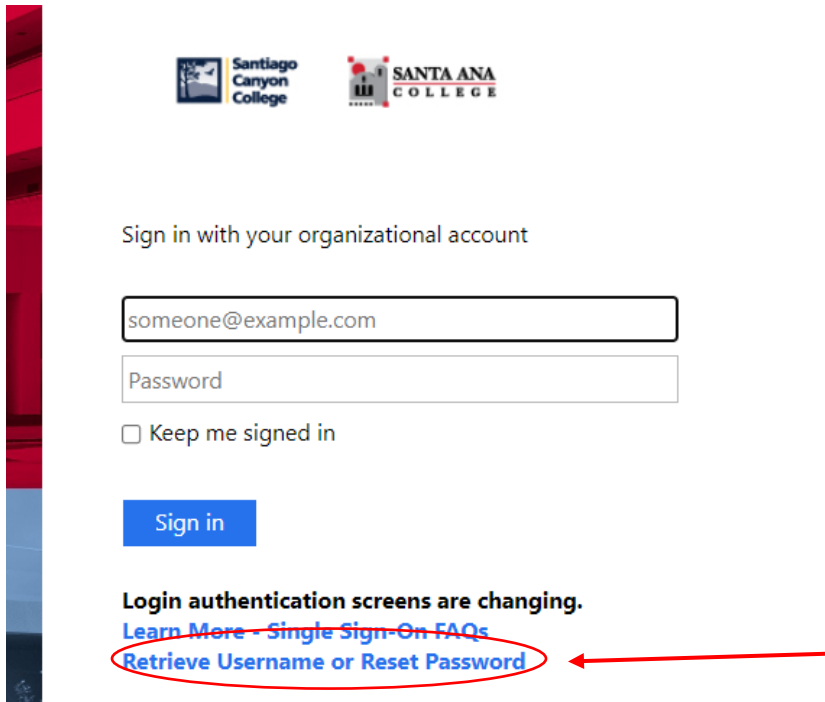 Santiago
Canyon
College
SANTA ANA
COLLEGE
Sign in with your organizational account
someone@example.com
Password
Keep me signed in
Sign in
Login authentication screens are changing.
Learn More - Single Sign-On FAQs
Retrieve Username or Reset Password